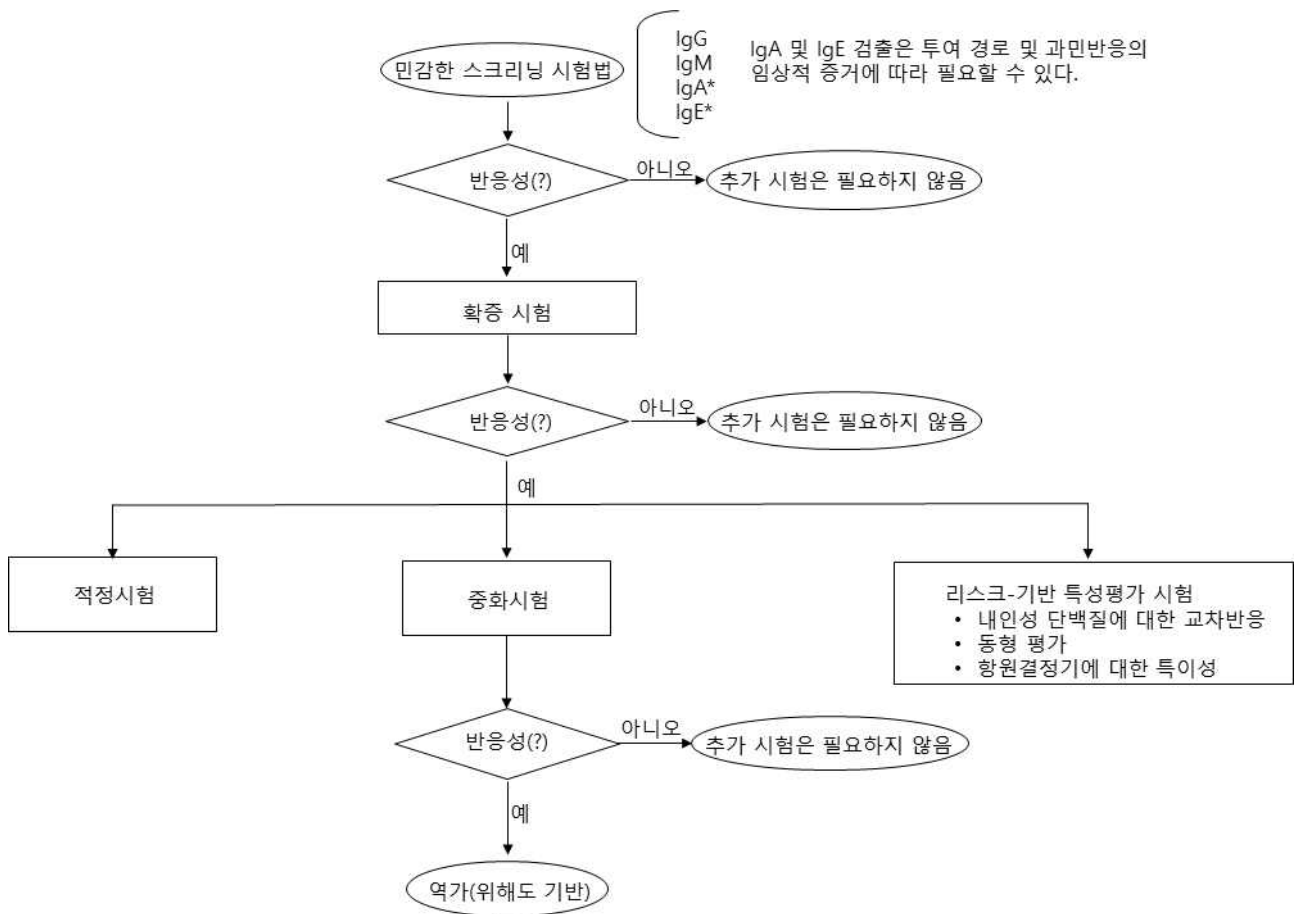 민감한 스크리닝 시험법
IgG
IgM
IgA*
IgE*
IgA 및 IgE 검출은 투여 경로 및 과민반응의
임상적 증거에 따라 필요할 수 있다.
반응성(?)
아니오
추가 시험은 필요하지 않음
예
확증 시험
반응성(?)
아니오
추가 시험은 필요하지 않음
예
적정시험
중화시험
리스크-기반 특성평가 시험
• 내인성 단백질에 대한 교차반응
• 동형 평가
• 항원결정기에 대한 특이성
반응성(?)
아니오
추가 시험은 필요하지 않음
예
역가(위해도 기반)